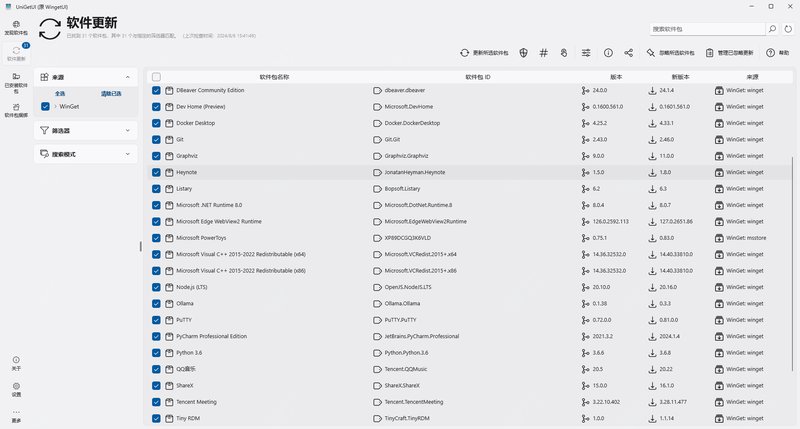 UniGetUI (原 WingetUI)
软件更新
已找到 31 个软件包，其中 31 个与指定的筛选器匹配。 (上次检查时间: 2024/8/6 15:41:49)
搜索软件包
发现软件包
31
软件更新
已安装软件包
软件包捆绑
关于
设置
更多
更新所选软件包
忽略所选软件包
管理已忽略更新
帮助
来源
全选 清除已选
WinGet
筛选器
搜索模式
软件包名称 软件包 ID 版本 新版本 来源
DBeaver Community Edition dbeaver.dbeaver 24.0.0 24.1.4 WinGet: winget
Dev Home (Preview) Microsoft.DevHome 0.1600.561.0 0.1601.561.0 WinGet: winget
Docker Desktop Docker.DockerDesktop 4.25.2 4.33.1 WinGet: winget
Git Git.Git 2.43.0 2.46.0 WinGet: winget
Graphviz Graphviz.Graphviz 9.0.0 11.0.0 WinGet: winget
Heynote JonatanHeyman.Heynote 1.5.0 1.8.0 WinGet: winget
Listary Bopsoft.Listary 6.2 6.3 WinGet: winget
Microsoft .NET Runtime 8.0 Microsoft.DotNet.Runtime.8 8.0.4 8.0.7 WinGet: winget
Microsoft Edge WebView2 Runtime Microsoft.EdgeWebView2Runtime 126.0.2592.113 127.0.2651.86 WinGet: winget
Microsoft PowerToys XP89DCGQ3K6VLD 0.75.1 0.83.0 WinGet: msstore
Microsoft Visual C++ 2015-2022 Redistributable (x64) Microsoft.VCRedist.2015+.x64 14.36.32532.0 14.40.33810.0 WinGet: winget
Microsoft Visual C++ 2015-2022 Redistributable (x86) Microsoft.VCRedist.2015+.x86 14.36.32532.0 14.40.33810.0 WinGet: winget
Node.js (LTS) OpenJS.NodeJS.LTS 20.10.0 20.16.0 WinGet: winget
Ollama Ollama.Ollama 0.1.38 0.3.3 WinGet: winget
PuTTY PuTTY.PuTTY 0.72.0.0 0.81.0.0 WinGet: winget
PyCharm Professional Edition JetBrains.PyCharm.Professional 2021.3.2 2024.1.4 WinGet: winget
Python 3.6 Python.Python.3.6 3.6.6 3.6.8 WinGet: winget
QQ音乐 Tencent.QQMusic 20.5 20.22 WinGet: winget
ShareX ShareX.ShareX 15.0.0 16.1.0 WinGet: winget
Tencent Meeting Tencent.TencentMeeting 3.22.10.402 3.28.11.477 WinGet: winget
Tiny RDM TinyCraft.TinyRDM 1.0.0 1.1.14 WinGet: winget